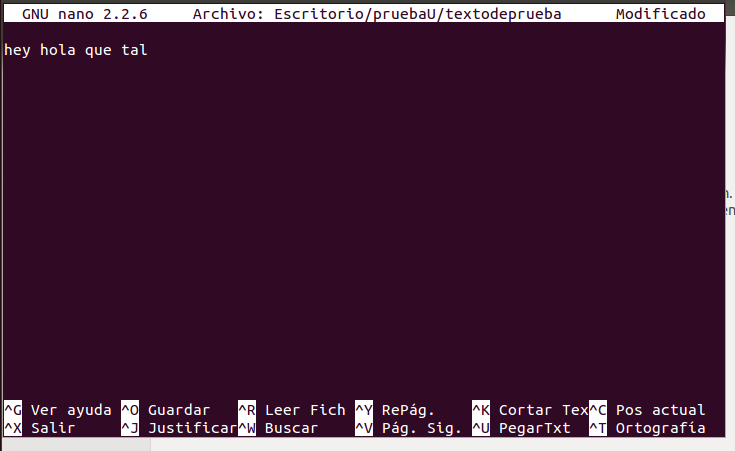 GNU nano 2.2.6 Archivo: Escritorio/pruebaU/textodeprueba Modificado
hey hola que tal
^G Ver ayuda ^O Guardar ^R Leer Fich ^Y RePág. ^K Cortar Tex ^C Pos actual
^X Salir ^J Justificar ^W Buscar ^V Pág. Sig. ^U PegarTxt ^T Ortografía